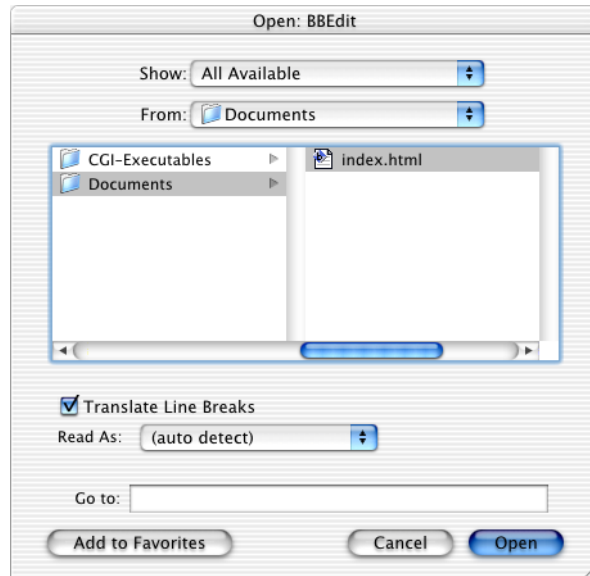 Open: BBEdit
Show: All Available
From: Documents
CGI-Executables
Documents
index.html
Translate Line Breaks
Read As: (auto detect)
Go to:
Add to Favorites Cancel Open